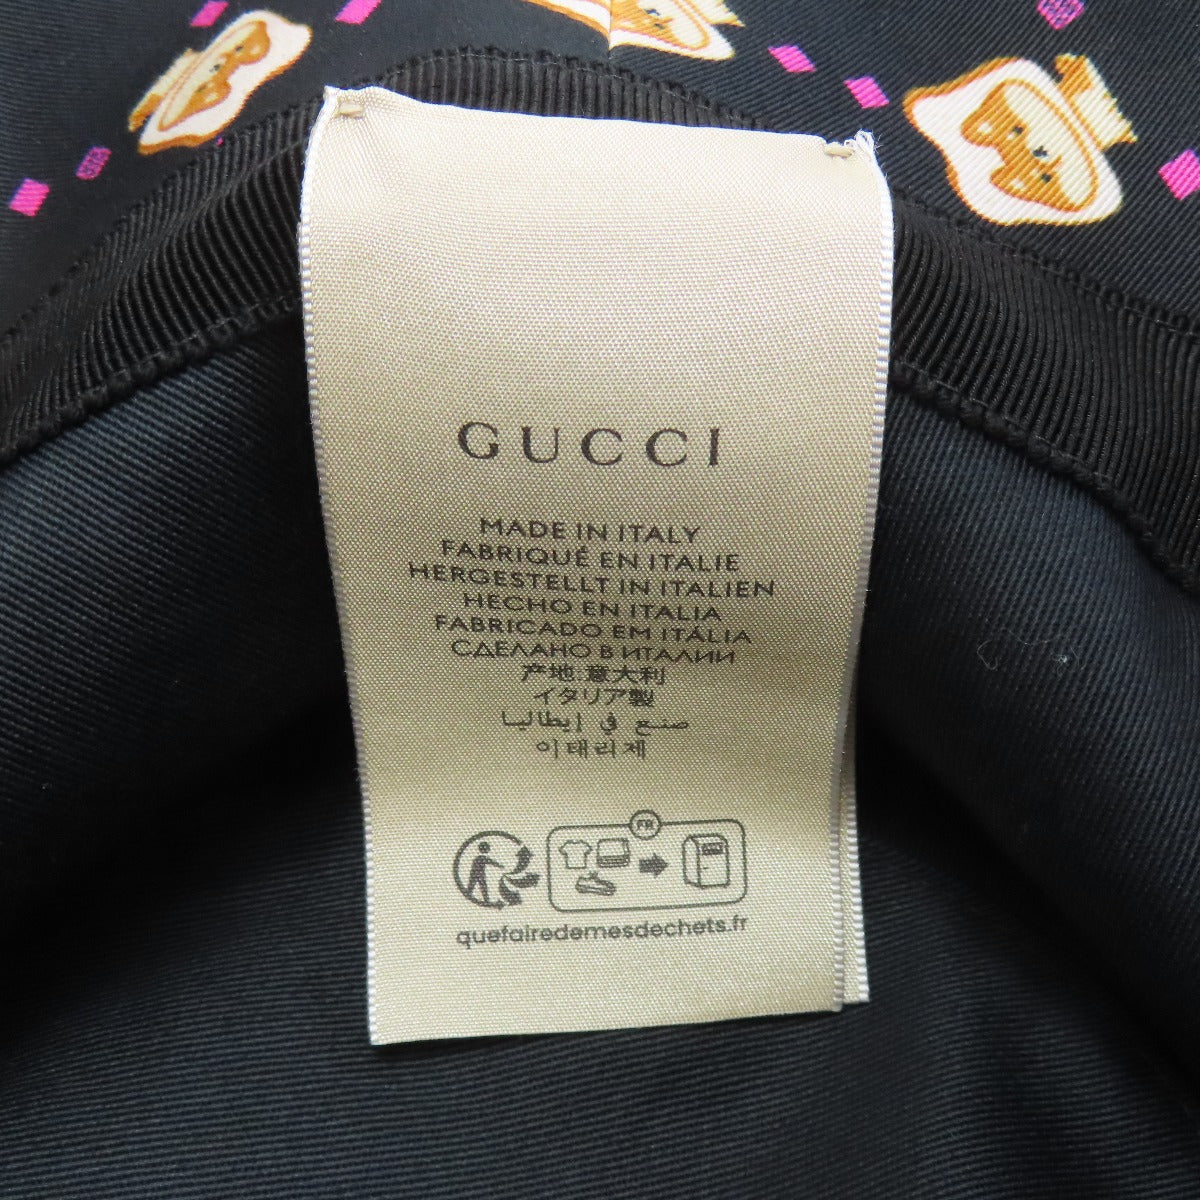 GUCCI
MADE IN ITALY
FABRIQUÉ EN ITALIE
HERGESTELLT IN ITALIEN
HECHO EN ITALIA
FABRICADO EM ITÁLIA
СДЕЛАНО В ИТАЛИИ
产地:意大利
イタリア製
صنع في إيطاليا
이태리제
FR
quefairedemesdechets.fr